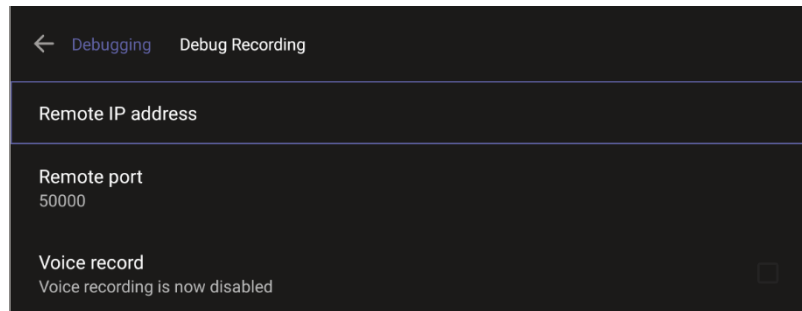 Debugging Debug Recording
Remote IP address
Remote port
50000
Voice record
Voice recording is now disabled